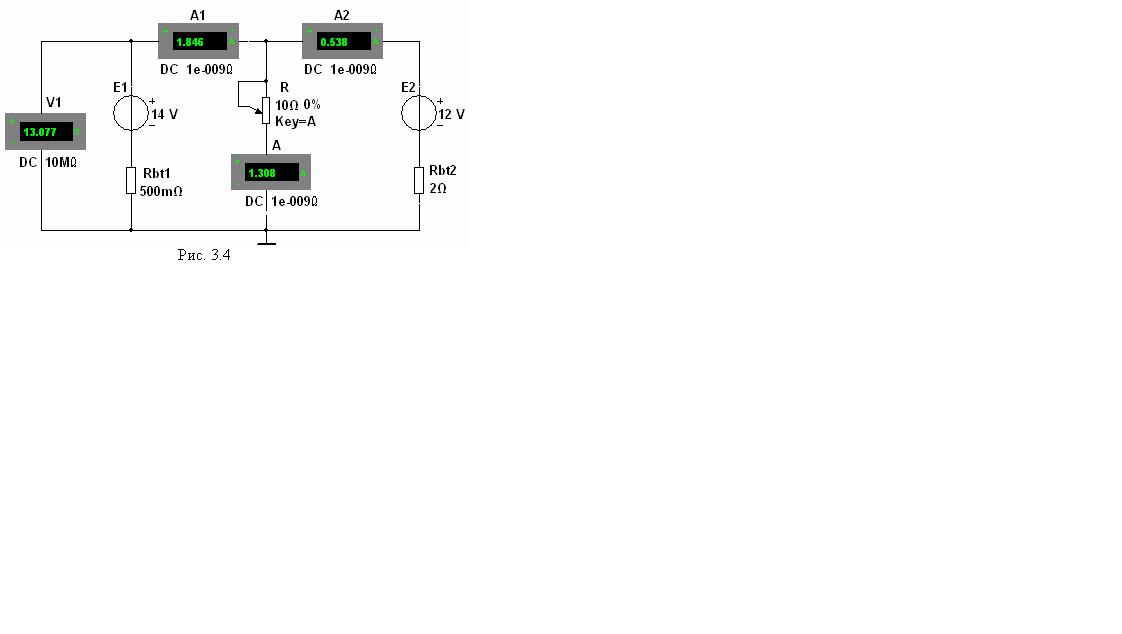 A1
A2
1.846 A
0.538 A
DC 1e-009Ω
DC 1e-009Ω
E1
R
E2
V1
14 V
10Ω 0%
12 V
Key=A
13.077 V
A
DC 10MΩ
Rbt1
1.308 A
Rbt2
500mΩ
2Ω
DC 1e-009Ω
Рис. 3.4